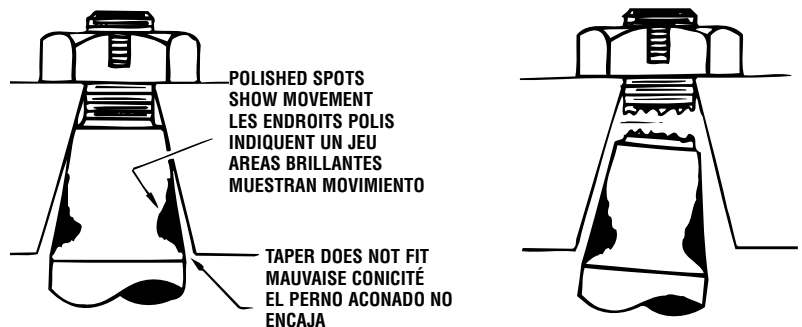 POLISHED SPOTS
SHOW MOVEMENT
LES ENDROITS POLIS
INDIQUENT UN JEU
AREAS BRILLANTES
MUESTRAN MOVIMIENTO
TAPER DOES NOT FIT
MAUVAISE CONICITÉ
EL PERNO ACONADO NO
ENCAJA